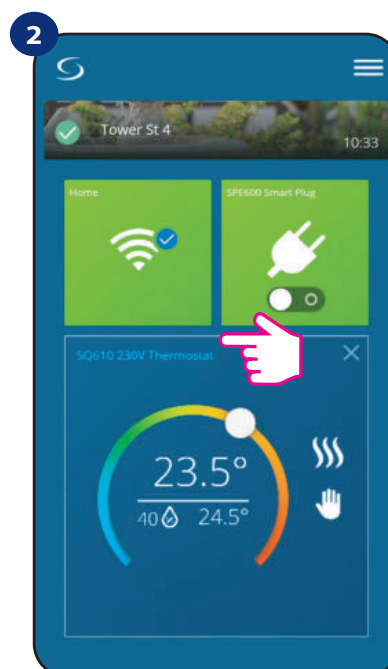 2
Tower St 4
10:33
Home
SPE600 Smart Plug
SQ610 230V Thermostat
23.5°
40 24.5°